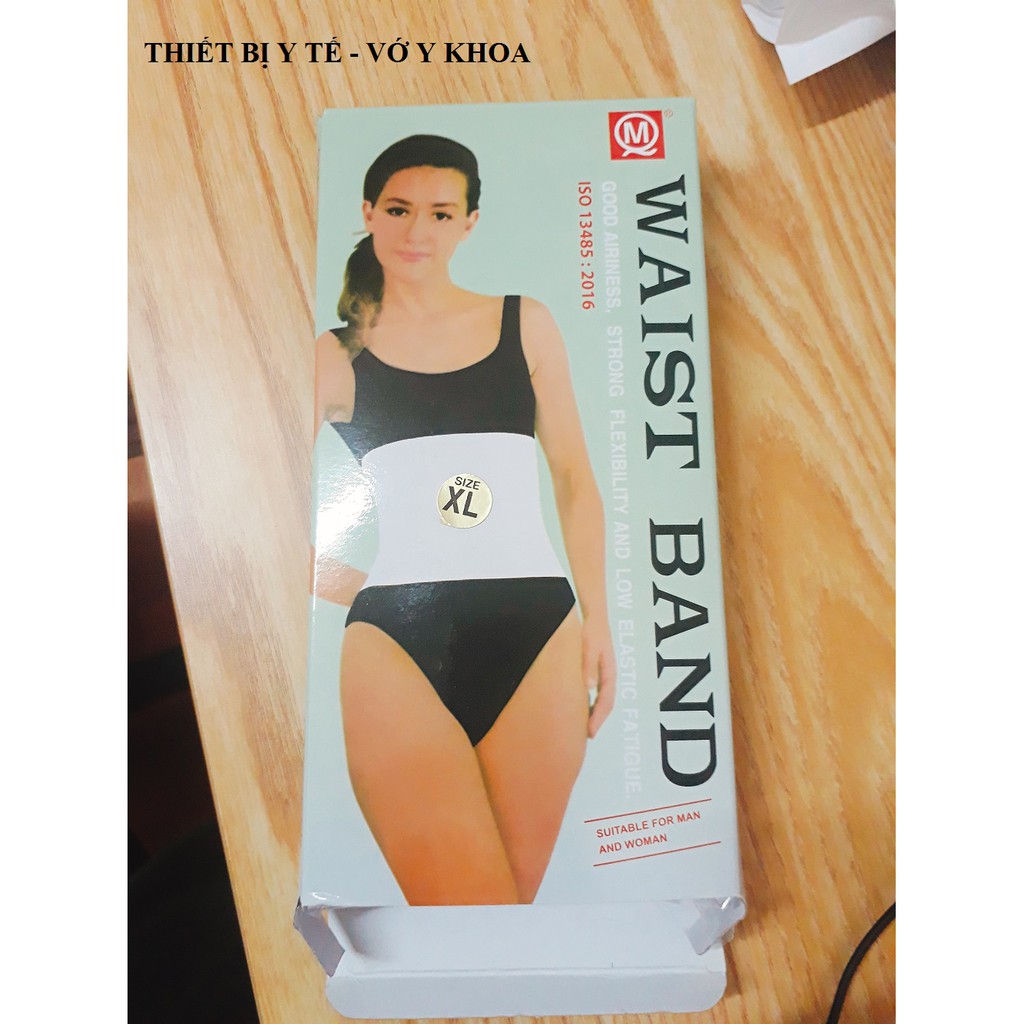 THIẾT BỊ Y TẾ - VỚ Y KHOA
MQ
®
WAIST BAND
GOOD AIRINESS, STRONG FLEXIBILITY AND LOW ELASTIC FATIGUE.
ISO 13485 : 2016
SIZE
XL
SUITABLE FOR MAN
AND WOMAN